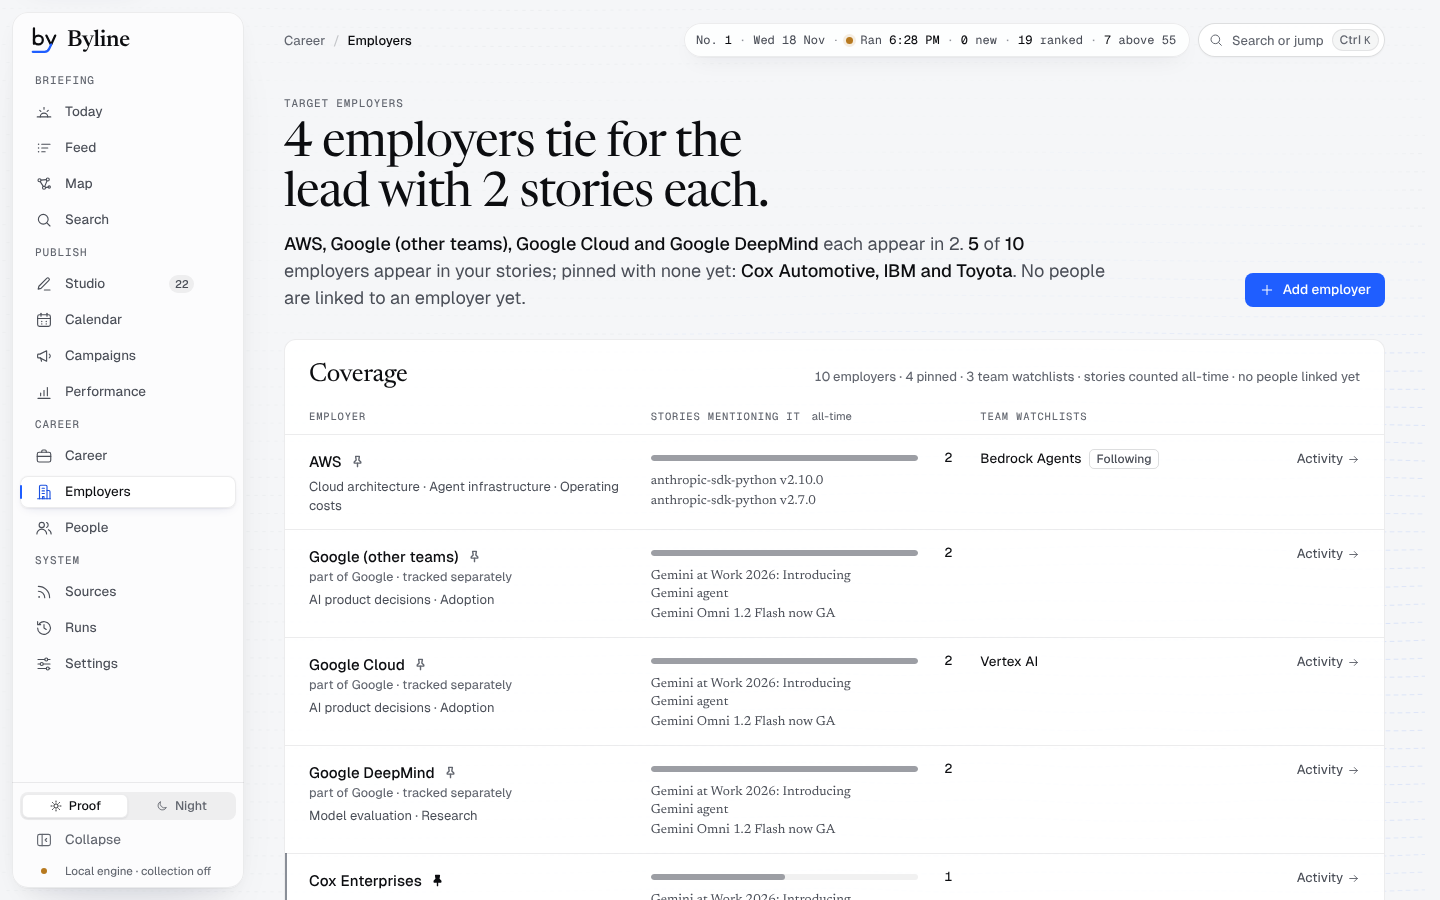 by Byline
BRIEFING
Today
Feed
Map
Search
PUBLISH
Studio 22
Calendar
Campaigns
Performance
CAREER
Career
Employers
People
SYSTEM
Sources
Runs
Settings
Proof Night
Collapse
Local engine · collection off
Career / Employers
No. 1 · Wed 18 Nov · Ran 6:28 PM · 0 new · 19 ranked · 7 above 55
Search or jump Ctrl K
TARGET EMPLOYERS
4 employers tie for the
lead with 2 stories each.
AWS, Google (other teams), Google Cloud and Google DeepMind each appear in 2. 5 of 10
employers appear in your stories; pinned with none yet: Cox Automotive, IBM and Toyota. No people
are linked to an employer yet.
+ Add employer
Coverage
10 employers · 4 pinned · 3 team watchlists · stories counted all-time · no people linked yet
EMPLOYER STORIES MENTIONING IT all-time TEAM WATCHLISTS
AWS 2 Bedrock Agents Following Activity →
Cloud architecture · Agent infrastructure · Operating
costs
anthropic-sdk-python v2.10.0
anthropic-sdk-python v2.7.0
Google (other teams) 2 Activity →
part of Google · tracked separately
AI product decisions · Adoption
Gemini at Work 2026: Introducing
Gemini agent
Gemini Omni 1.2 Flash now GA
Google Cloud 2 Vertex AI Activity →
part of Google · tracked separately
AI product decisions · Adoption
Gemini at Work 2026: Introducing
Gemini agent
Gemini Omni 1.2 Flash now GA
Google DeepMind 2 Activity →
part of Google · tracked separately
Model evaluation · Research
Gemini at Work 2026: Introducing
Gemini agent
Gemini Omni 1.2 Flash now GA
Cox Enterprises 1 Activity →
Gemini at Work 2026: Introducing